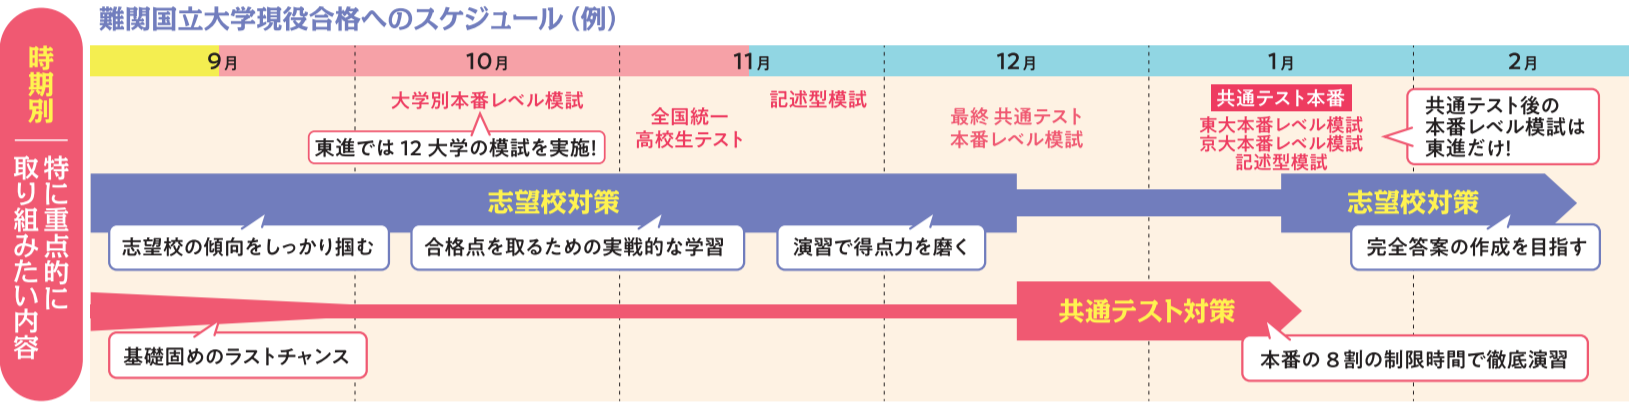 難関国立大学現役合格へのスケジュール（例）
時期別
特に重点的に
取り組みたい内容
9月
10月
11月
12月
1月
2月
大学別本番レベル模試
東進では12大学の模試を実施！
全国統一
高校生テスト
記述型模試
最終 共通テスト
本番レベル模試
共通テスト本番
東大本番レベル模試
京大本番レベル模試
記述型模試
共通テスト後の
本番レベル模試は
東進だけ！
志望校対策
志望校対策
志望校の傾向をしっかり掴む
合格点を取るための実戦的な学習
演習で得点力を磨く
完全答案の作成を目指す
共通テスト対策
基礎固めのラストチャンス
本番の8割の制限時間で徹底演習